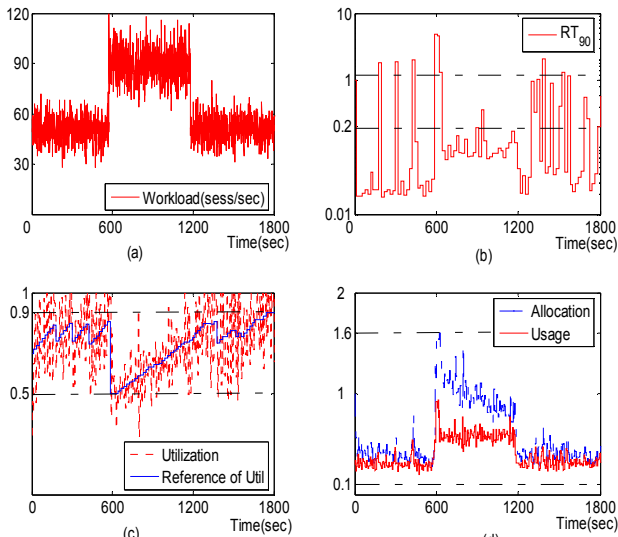 120
90
60
30
0
Workload(sess/sec)
0 600 1200 1800
Time(sec)
(a)
10
1
0.2
0.01
RT90
0 600 1200 1800
Time(sec)
(b)
1
0.9
0.5
0
Utilization
Reference of Util
0 600 1200 1800
Time(sec)
(c)
2
1.6
1
0.1
Allocation
Usage
0 600 1200 1800
Time(sec)
(d)